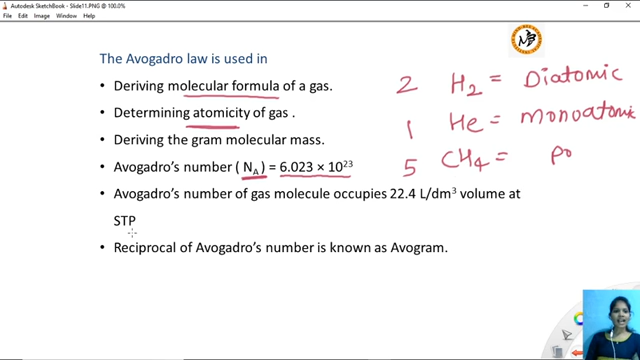 Autodesk SketchBook - Slide11.PNG @ 100.0%
File Edit Image Window Help
The Avogadro law is used in
• Deriving molecular formula of a gas.
• Determining atomicity of gas .
• Deriving the gram molecular mass.
• Avogadro's number ( N_A) = 6.023 × 10²³
• Avogadro's number of gas molecule occupies 22.4 L/dm³ volume at
STP
• Reciprocal of Avogadro's number is known as Avogram.
2 H₂ = Diatomic
1 He = monoatomic
5 CH₄ = po